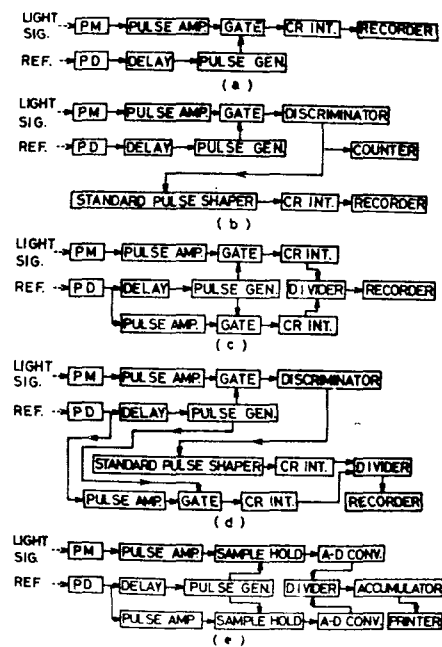 LIGHT SIG. PM PULSE AMP. GATE CR INT. RECORDER
REF. PD DELAY PULSE GEN.
(a)
LIGHT SIG. PM PULSE AMP. GATE DISCRIMINATOR
REF. PD DELAY PULSE GEN. COUNTER
STANDARD PULSE SHAPER CR INT. RECORDER
(b)
LIGHT SIG. PM PULSE AMP. GATE CR INT.
REF. PD DELAY PULSE GEN. DIVIDER RECORDER
PULSE AMP. GATE CR INT.
(c)
LIGHT SIG. PM PULSE AMP. GATE DISCRIMINATOR
REF. PD DELAY PULSE GEN.
STANDARD PULSE SHAPER CR INT. DIVIDER
PULSE AMP. GATE CR INT. RECORDER
(d)
LIGHT SIG. PM PULSE AMP. SAMPLE HOLD A-D CONV.
REF PD DELAY PULSE GEN. DIVIDER ACCUMULATOR
PULSE AMP. SAMPLE HOLD A-D CONV. PRINTER
(e)